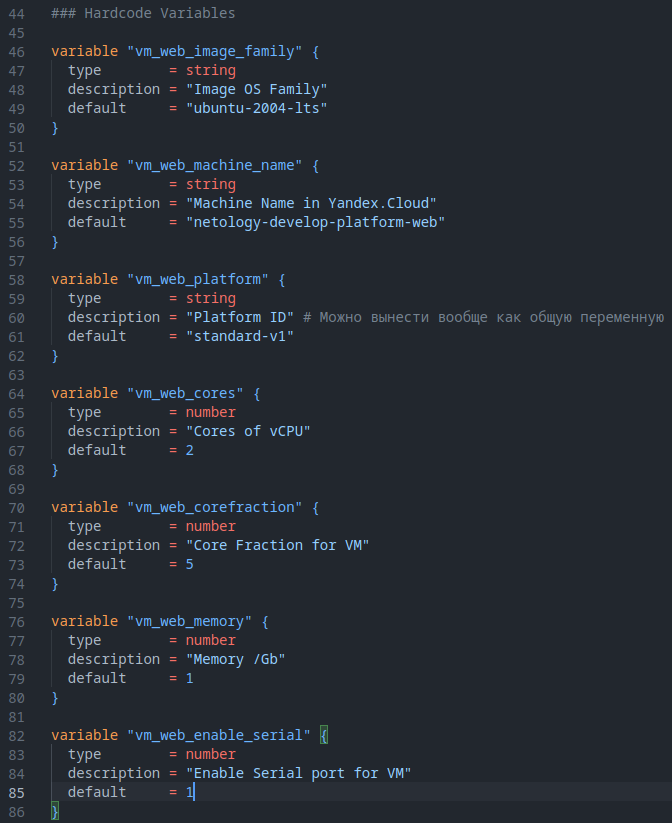 44 ### Hardcode Variables
45
46 variable "vm_web_image_family" {
47   type        = string
48   description = "Image OS Family"
49   default     = "ubuntu-2004-lts"
50 }
51
52 variable "vm_web_machine_name" {
53   type        = string
54   description = "Machine Name in Yandex.Cloud"
55   default     = "netology-develop-platform-web"
56 }
57
58 variable "vm_web_platform" {
59   type        = string
60   description = "Platform ID" # Можно вынести вообще как общую переменную
61   default     = "standard-v1"
62 }
63
64 variable "vm_web_cores" {
65   type        = number
66   description = "Cores of vCPU"
67   default     = 2
68 }
69
70 variable "vm_web_corefraction" {
71   type        = number
72   description = "Core Fraction for VM"
73   default     = 5
74 }
75
76 variable "vm_web_memory" {
77   type        = number
78   description = "Memory /Gb"
79   default     = 1
80 }
81
82 variable "vm_web_enable_serial" {
83   type        = number
84   description = "Enable Serial port for VM"
85   default     = 1
86 }